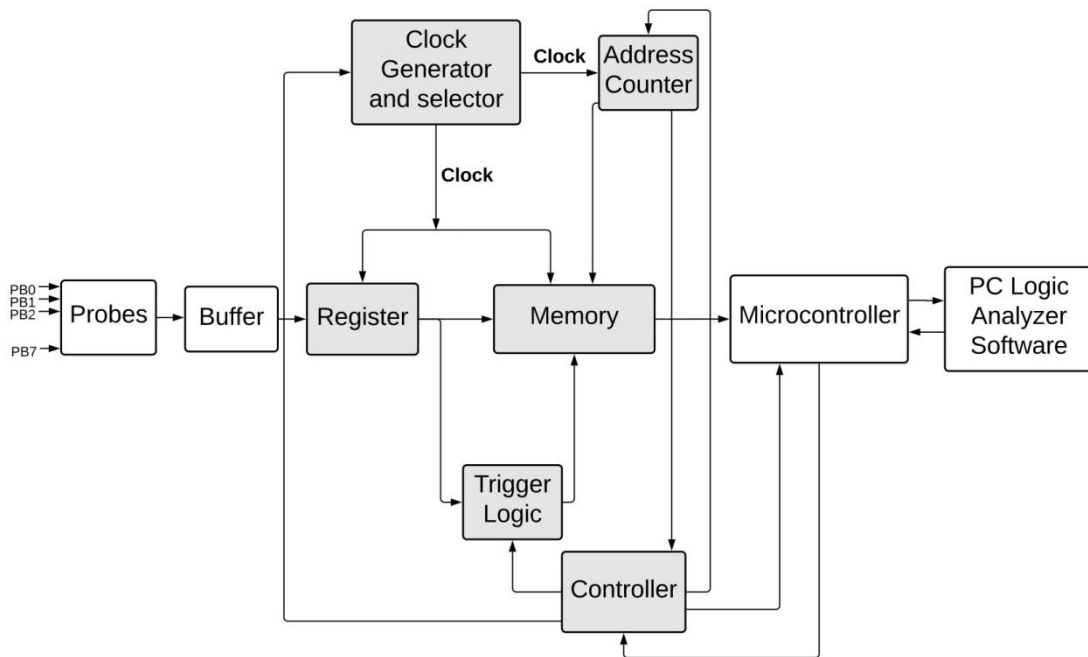 Clock
Generator
and selector
Clock
Address
Counter
Clock
PB0
PB1
PB2
PB7
Probes
Buffer
Register
Memory
Microcontroller
PC Logic
Analyzer
Software
Trigger
Logic
Controller